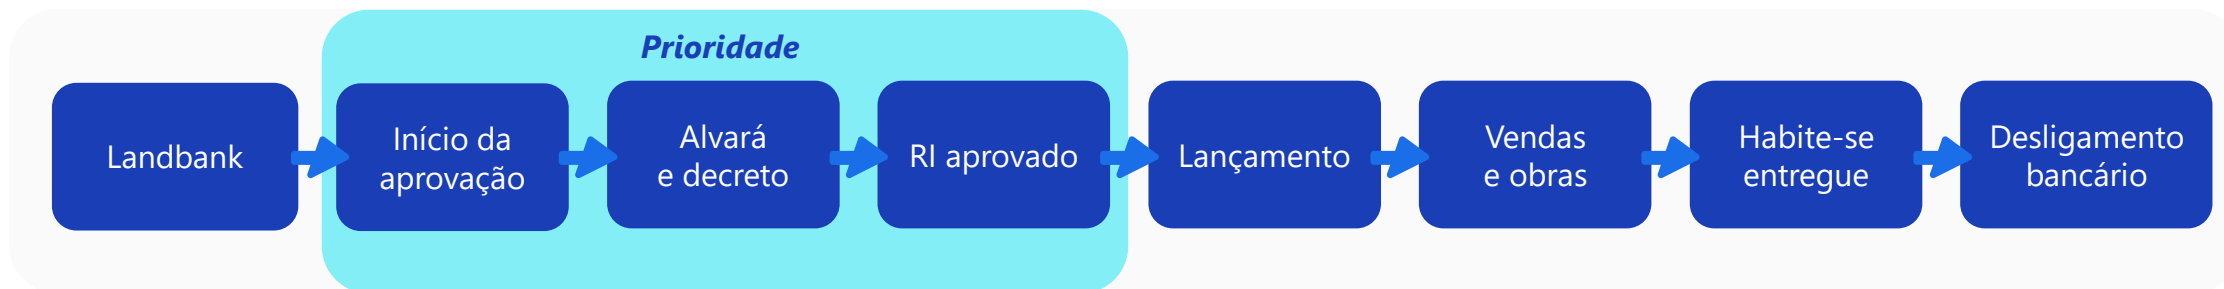 Prioridade
Landbank
Início da
aprovação
Alvará
e decreto
RI aprovado
Lançamento
Vendas
e obras
Habite-se
entregue
Desligamento
bancário